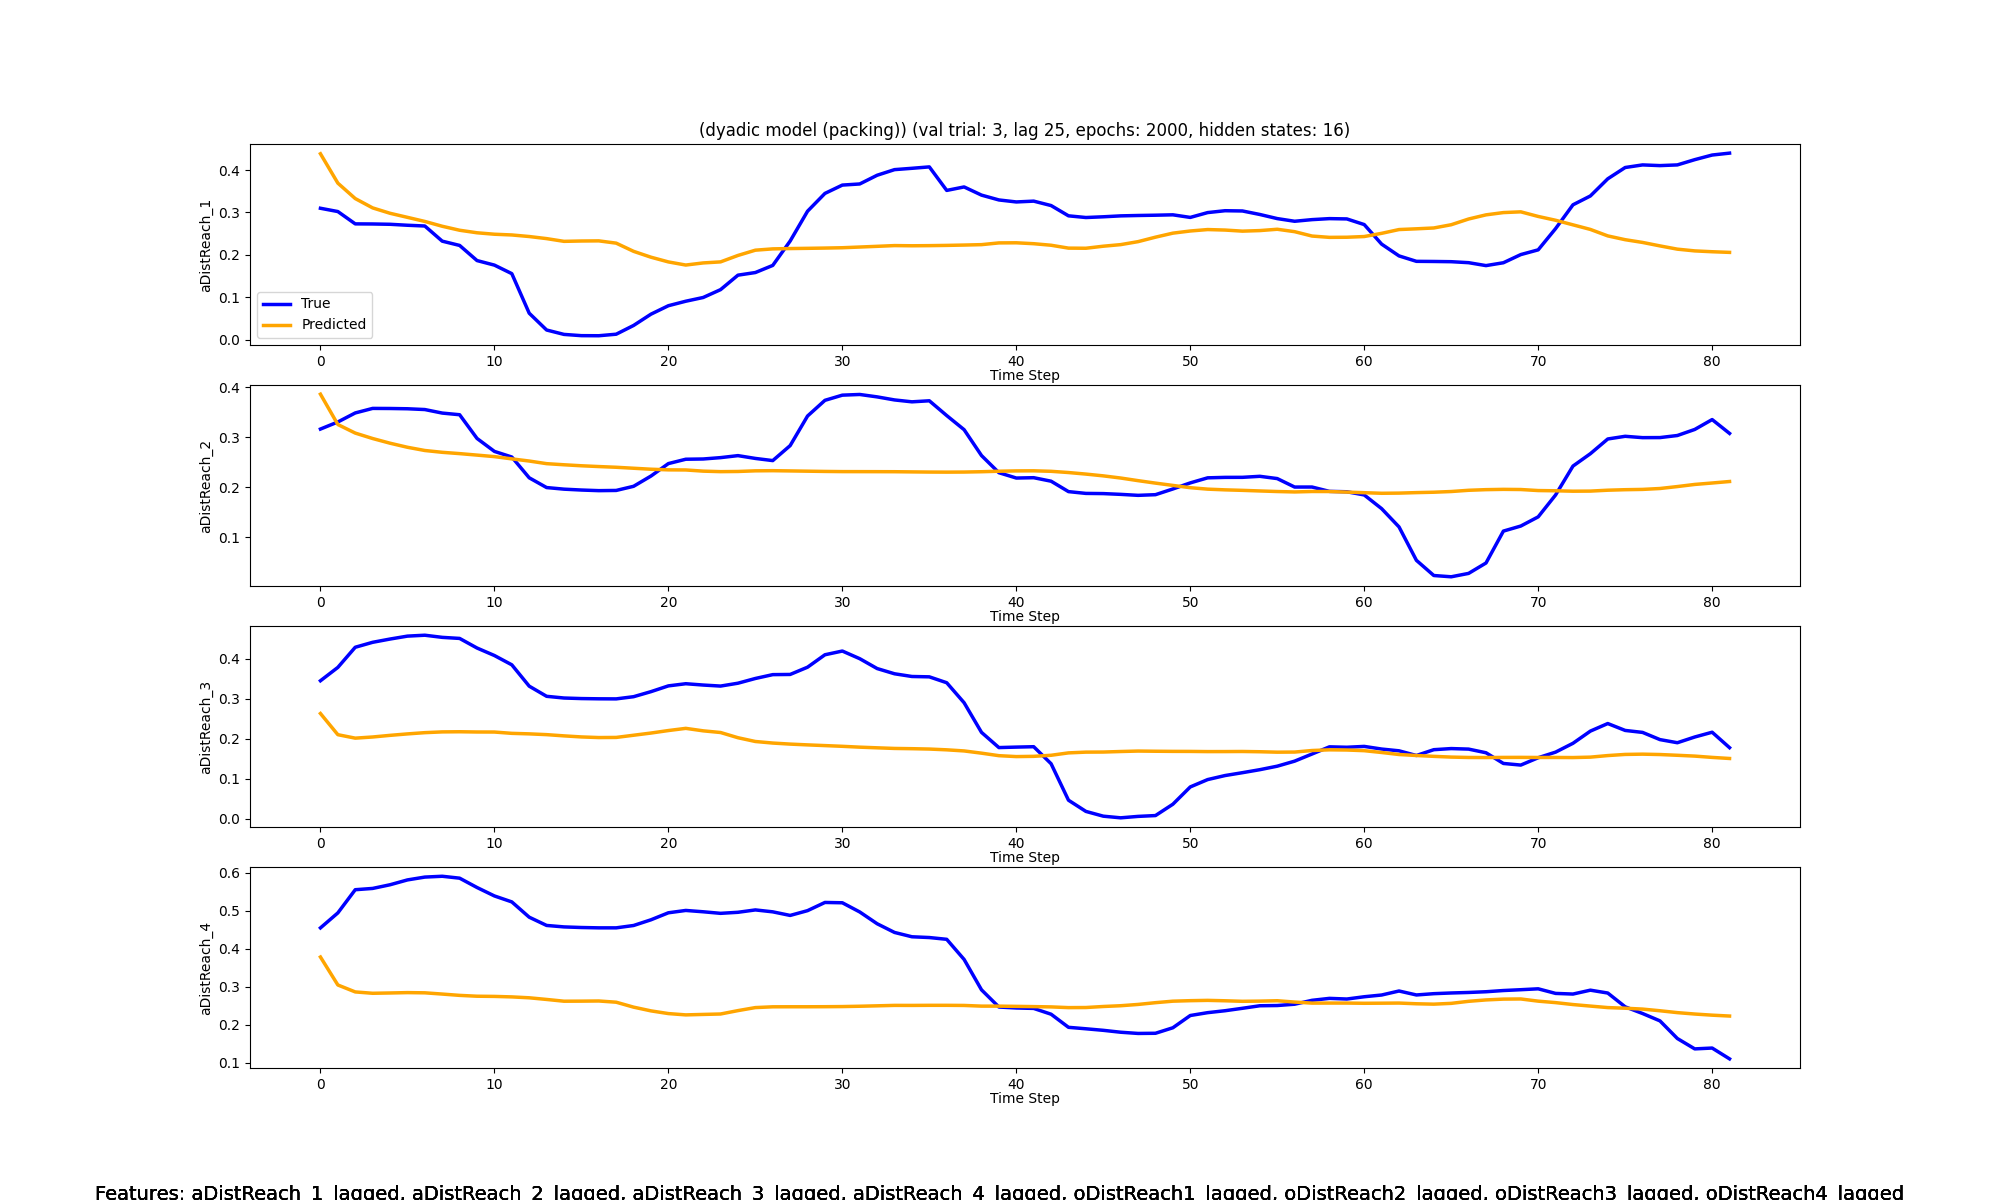 (dyadic model (packing)) (val trial: 3, lag 25, epochs: 2000, hidden states: 16)
aDistReach_1
0.4
0.3
0.2
0.1
0.0
True
Predicted
0 10 20 30 40 50 60 70 80
Time Step
aDistReach_2
0.4
0.3
0.2
0.1
0 10 20 30 40 50 60 70 80
Time Step
aDistReach_3
0.4
0.3
0.2
0.1
0.0
0 10 20 30 40 50 60 70 80
Time Step
aDistReach_4
0.6
0.5
0.4
0.3
0.2
0.1
0 10 20 30 40 50 60 70 80
Time Step
Features: aDistReach_1_lagged, aDistReach_2_lagged, aDistReach_3_lagged, aDistReach_4_lagged, oDistReach1_lagged, oDistReach2_lagged, oDistReach3_lagged, oDistReach4_lagged